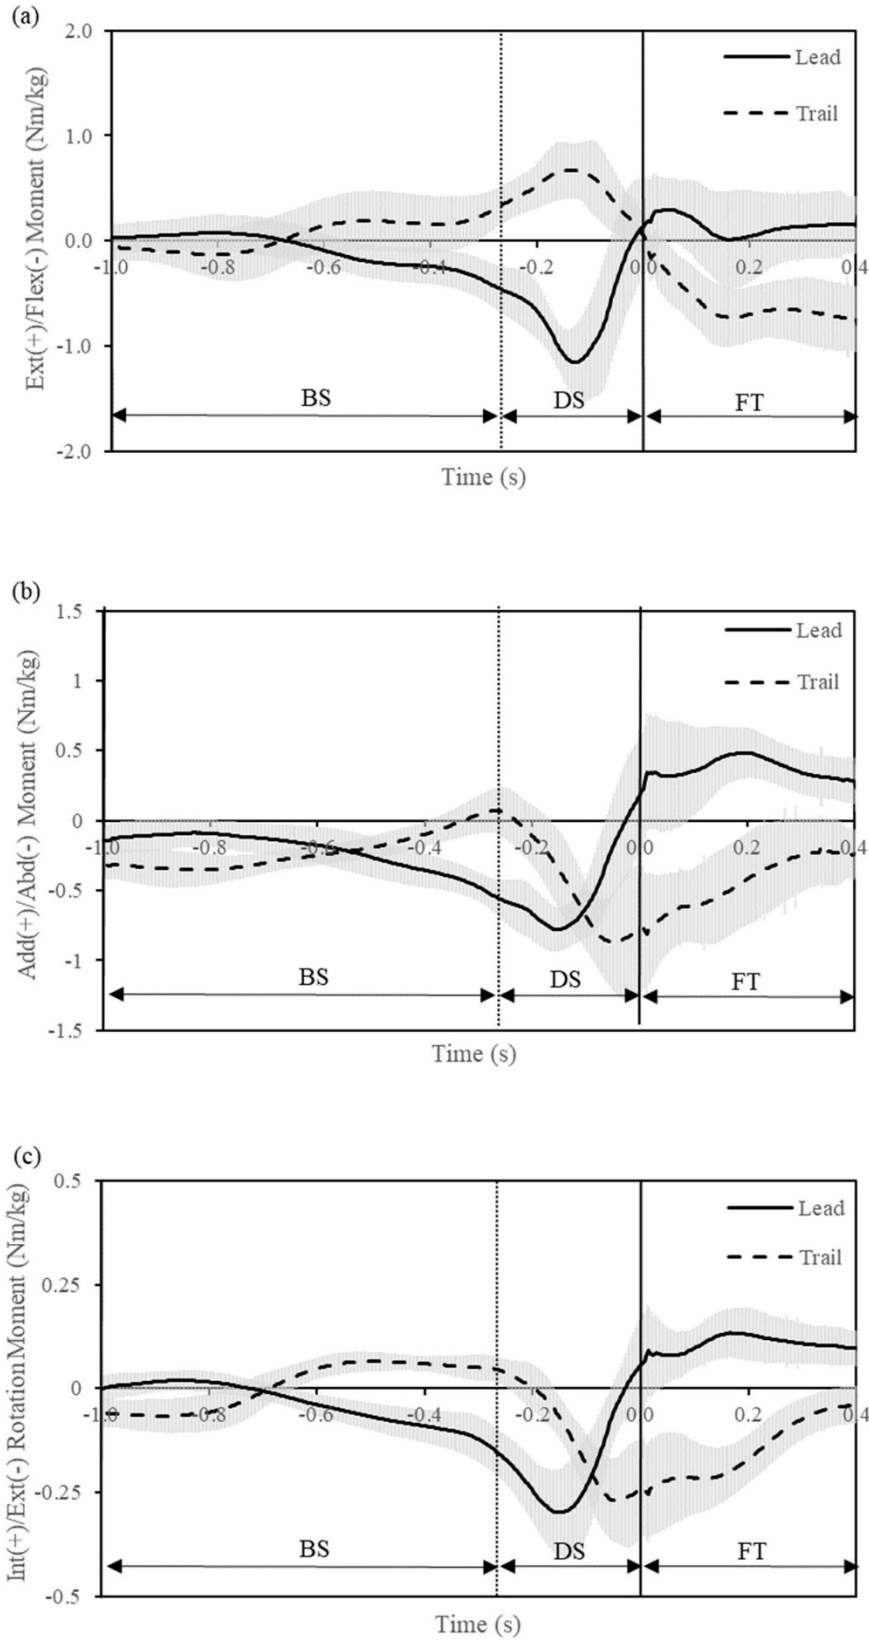 (a)
2.0
1.0
0.0
-1.0
-2.0
Ext(+)/Flex(-) Moment (Nm/kg)
Lead
Trail
-1.0 -0.8 -0.6 -0.4 -0.2 0.0 0.2 0.4
BS DS FT
Time (s)
(b)
1.5
1
0.5
0
-0.5
-1
-1.5
Add(+)/Abd(-) Moment (Nm/kg)
Lead
Trail
-1.0 -0.8 -0.6 -0.4 -0.2 0.0 0.2 0.4
BS DS FT
Time (s)
(c)
0.5
0.25
0
-0.25
-0.5
Int(+)/Ext(-) Rotation Moment (Nm/kg)
Lead
Trail
-1.0 -0.8 -0.6 -0.4 -0.2 0.0 0.2 0.4
BS DS FT
Time (s)